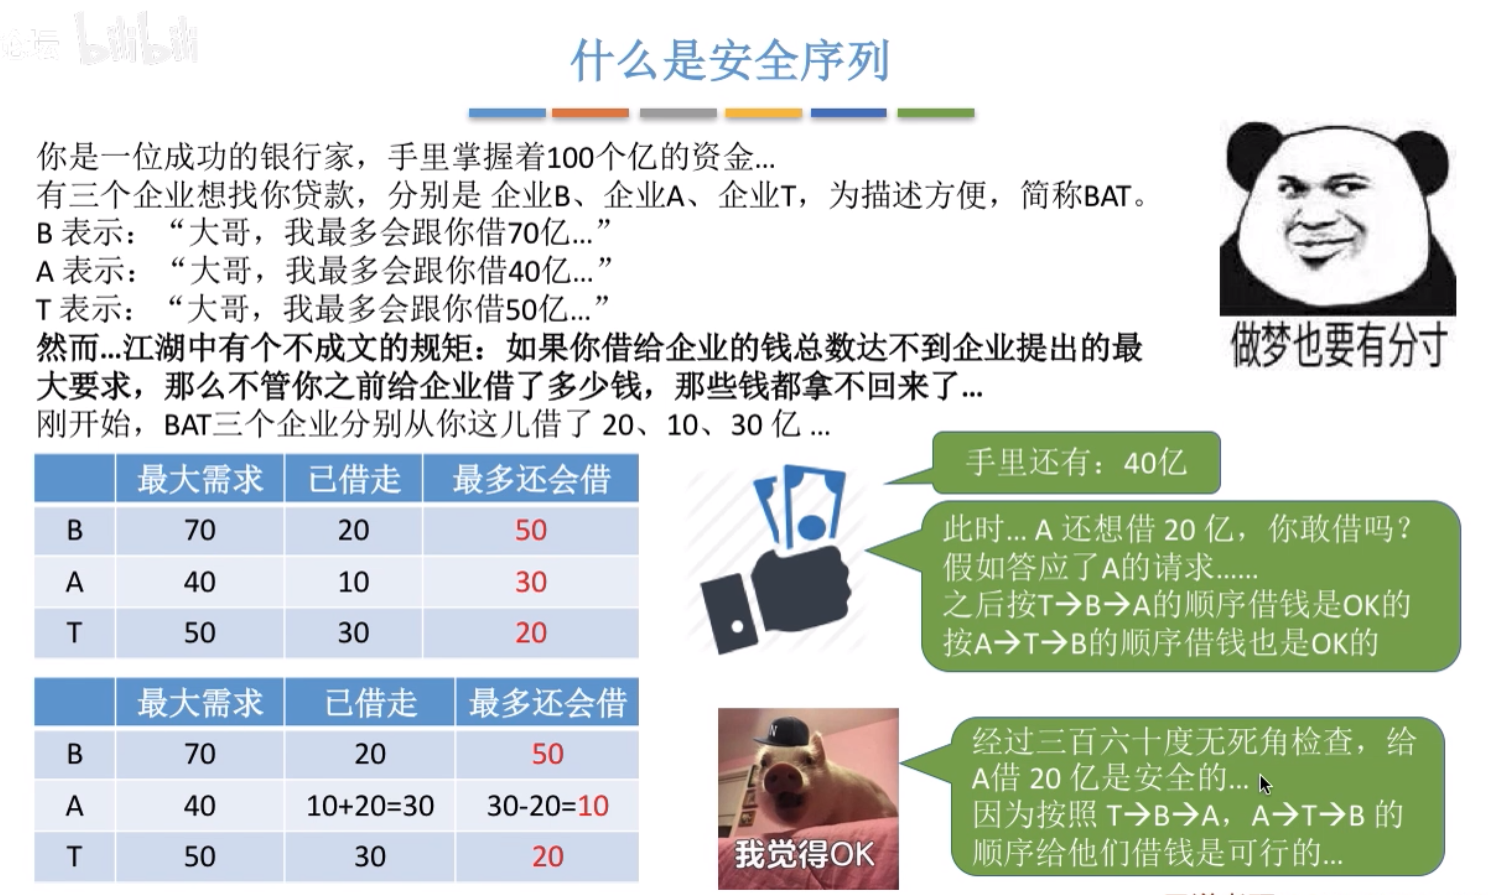 bilibili
什么是安全序列
你是一位成功的银行家，手里掌握着100个亿的资金...
有三个企业想找你贷款，分别是 企业B、企业A、企业T，为描述方便，简称BAT。
B 表示：“大哥，我最多会跟你借70亿...”
A 表示：“大哥，我最多会跟你借40亿...”
T 表示：“大哥，我最多会跟你借50亿...”
然而...江湖中有个不成文的规矩：如果你借给企业的钱总数达不到企业提出的最
大要求，那么不管你之前给企业借了多少钱，那些钱都拿不回来了...
刚开始，BAT三个企业分别从你这儿借了 20、10、30 亿 ...
做梦也要有分寸
最大需求 已借走 最多还会借
B 70 20 50
A 40 10 30
T 50 30 20
手里还有：40亿
此时... A 还想借 20 亿，你敢借吗？
假如答应了A的请求......
之后按T→B→A的顺序借钱是OK的
按A→T→B的顺序借钱也是OK的
最大需求 已借走 最多还会借
B 70 20 50
A 40 10+20=30 30-20=10
T 50 30 20
我觉得OK
经过三百六十度无死角检查，给
A借 20 亿是安全的...
因为按照 T→B→A，A→T→B 的
顺序给他们借钱是可行的...